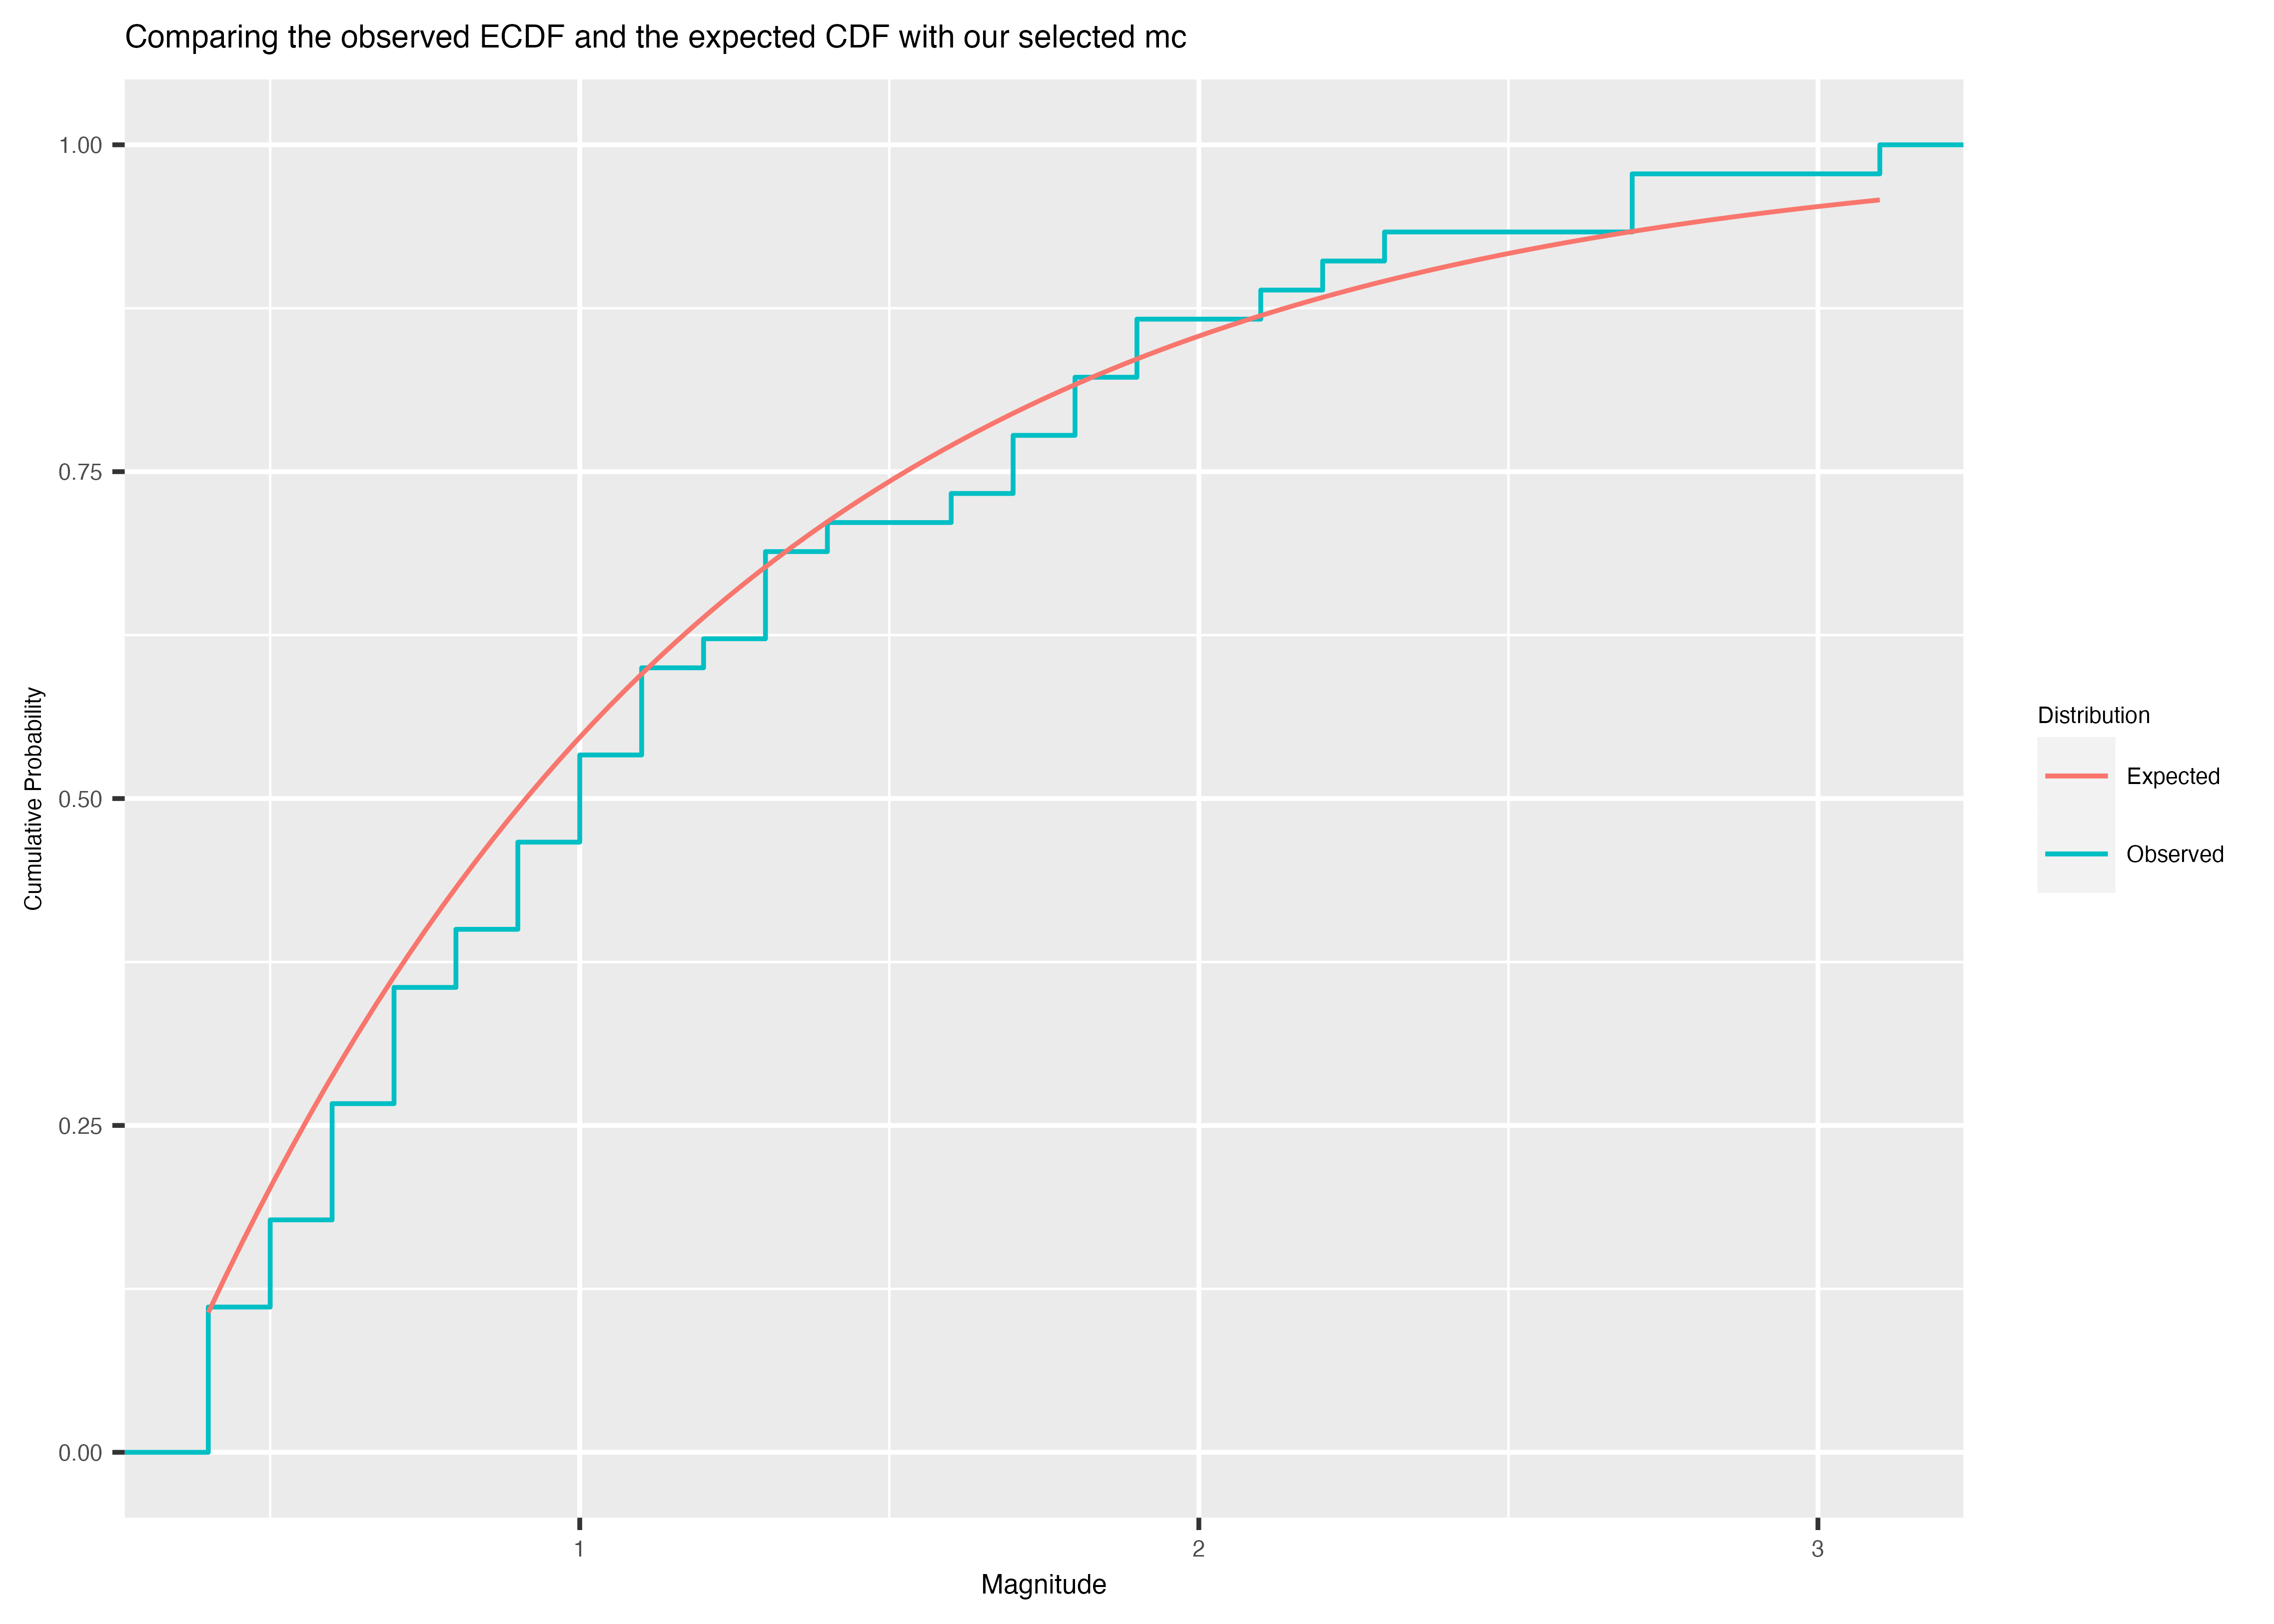 Comparing the observed ECDF and the expected CDF with our selected mc
1.00
0.75
0.50
0.25
0.00
Cumulative Probability
1
2
3
Magnitude
Distribution
Expected
Observed